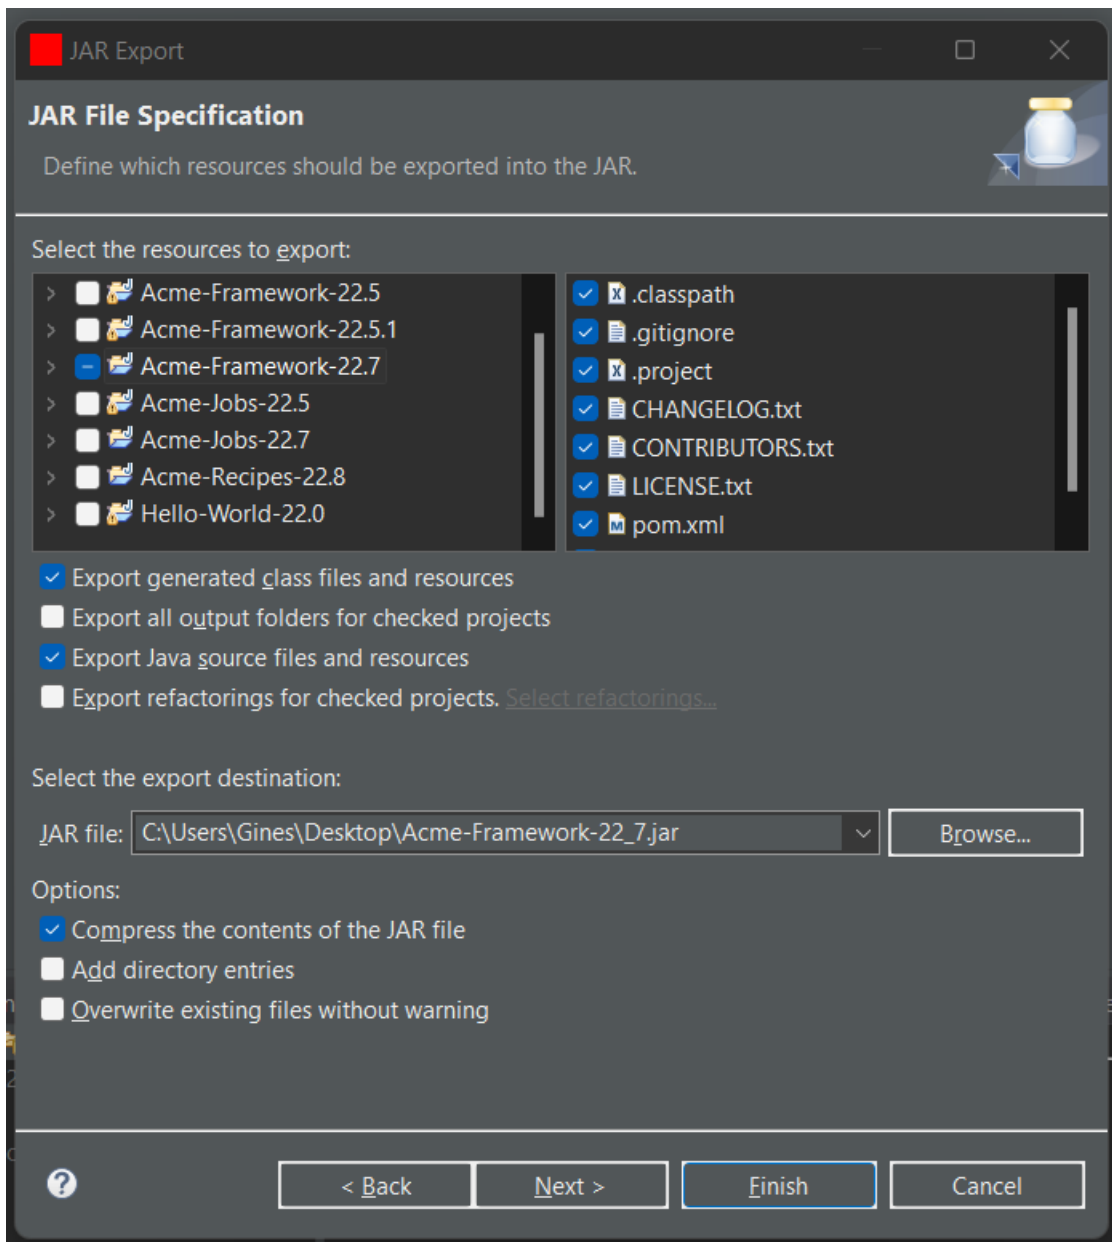 JAR Export
JAR File Specification
Define which resources should be exported into the JAR.
Select the resources to export:
Acme-Framework-22.5
Acme-Framework-22.5.1
Acme-Framework-22.7
Acme-Jobs-22.5
Acme-Jobs-22.7
Acme-Recipes-22.8
Hello-World-22.0
.classpath
.gitignore
.project
CHANGELOG.txt
CONTRIBUTORS.txt
LICENSE.txt
pom.xml
Export generated class files and resources
Export all output folders for checked projects
Export Java source files and resources
Export refactorings for checked projects. Select refactorings...
Select the export destination:
JAR file: C:\Users\Gines\Desktop\Acme-Framework-22_7.jar Browse...
Options:
Compress the contents of the JAR file
Add directory entries
Overwrite existing files without warning
< Back Next > Finish Cancel